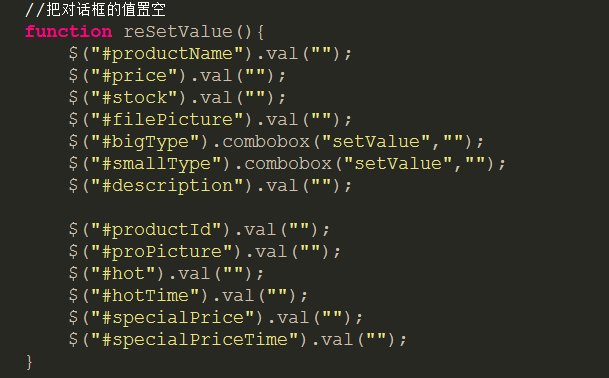 //把对话框的值置空
function reSetValue(){
    $("#productName").val("");
    $("#price").val("");
    $("#stock").val("");
    $("#filePicture").val("");
    $("#bigType").combobox("setValue","");
    $("#smallType").combobox("setValue","");
    $("#description").val("");

    $("#productId").val("");
    $("#proPicture").val("");
    $("#hot").val("");
    $("#hotTime").val("");
    $("#specialPrice").val("");
    $("#specialPriceTime").val("");
}